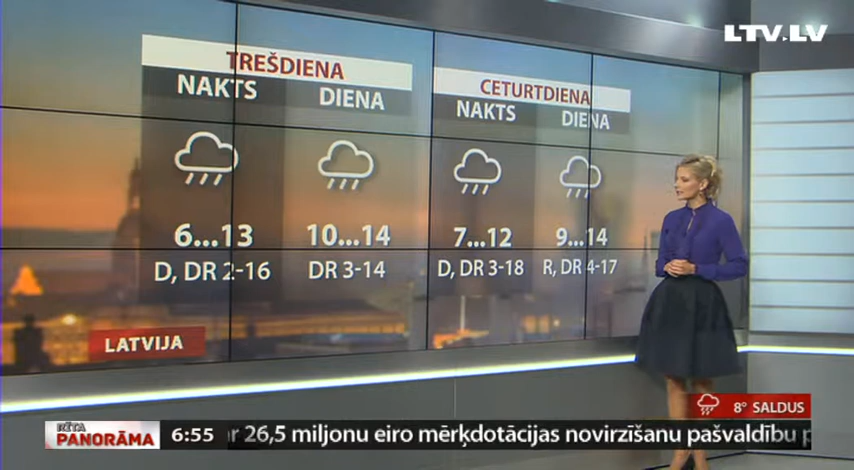 LTV.LV
TREŠDIENA
NAKTS DIENA
6...13 10...14
D, DR 2-16 DR 3-14
CETURTDIENA
NAKTS DIENA
7...12 9...14
D, DR 3-18 R, DR 4-17
LATVIJA
8° SALDUS
RĪTA
PANORĀMA
6:55 26,5 miljonu eiro mērķdotācijas novirzīšanu pašvaldību